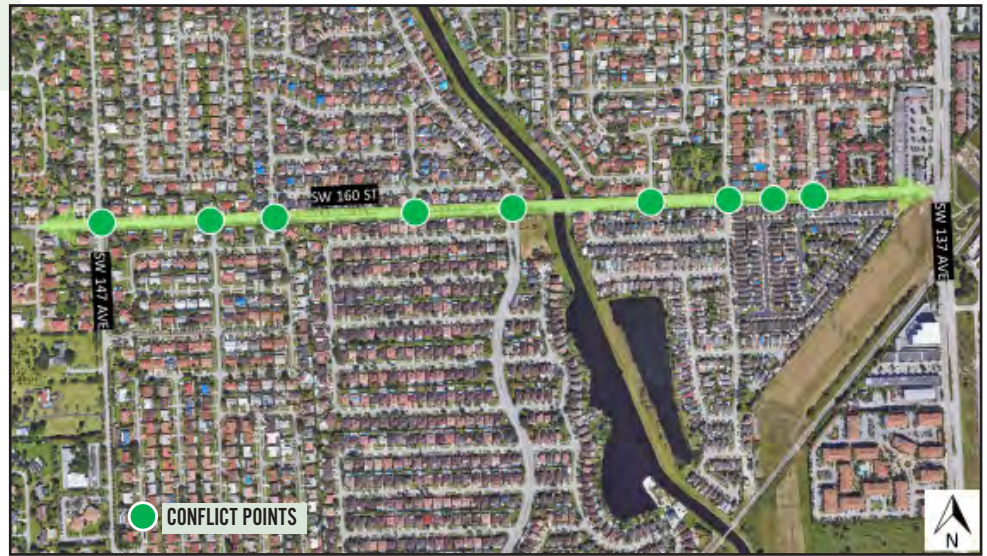 SW 160 ST
SW 147 AVE
SW 137 AVE
CONFLICT POINTS
N